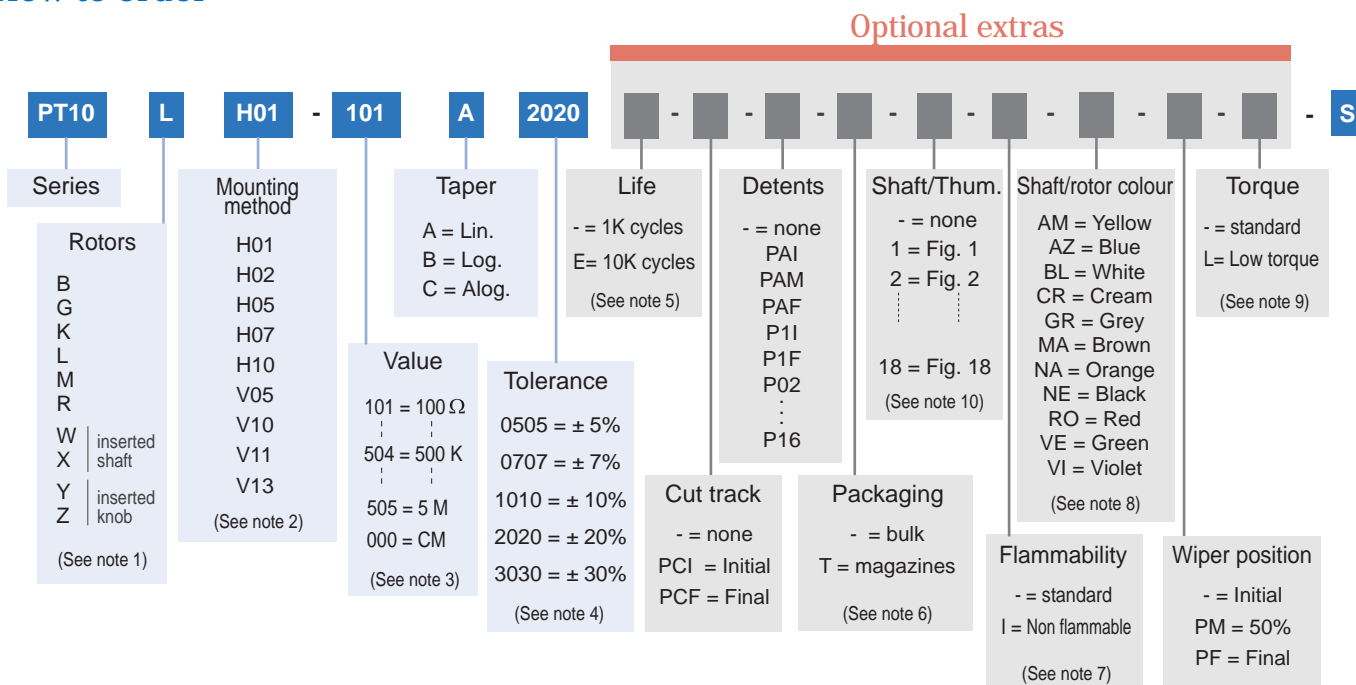 Optional extras
PT10 L H01 - 101 A 2020 - - - - - - - - - S
Series
Rotors
B
G
K
L
M
R
W
X
inserted
shaft
Y
Z
inserted
knob
(See note 1)
Mounting
method
H01
H02
H05
H07
H10
V05
V10
V11
V13
(See note 2)
Value
101 = 100 Ω
504 = 500 K
505 = 5 M
000 = CM
(See note 3)
Taper
A = Lin.
B = Log.
C = Alog.
Tolerance
0505 = ± 5%
0707 = ± 7%
1010 = ± 10%
2020 = ± 20%
3030 = ± 30%
(See note 4)
Life
- = 1K cycles
E= 10K cycles
(See note 5)
Cut track
- = none
PCI = Initial
PCF = Final
Detents
- = none
PAI
PAM
PAF
P1I
P1F
P02
:
:
P16
Packaging
- = bulk
T = magazines
(See note 6)
Shaft/Thum.
- = none
1 = Fig. 1
2 = Fig. 2
18 = Fig. 18
(See note 10)
Flammability
- = standard
I = Non flammable
(See note 7)
Shaft/rotor colour
AM = Yellow
AZ = Blue
BL = White
CR = Cream
GR = Grey
MA = Brown
NA = Orange
NE = Black
RO = Red
VE = Green
VI = Violet
(See note 8)
Wiper position
- = Initial
PM = 50%
PF = Final
Torque
- = standard
L= Low torque
(See note 9)